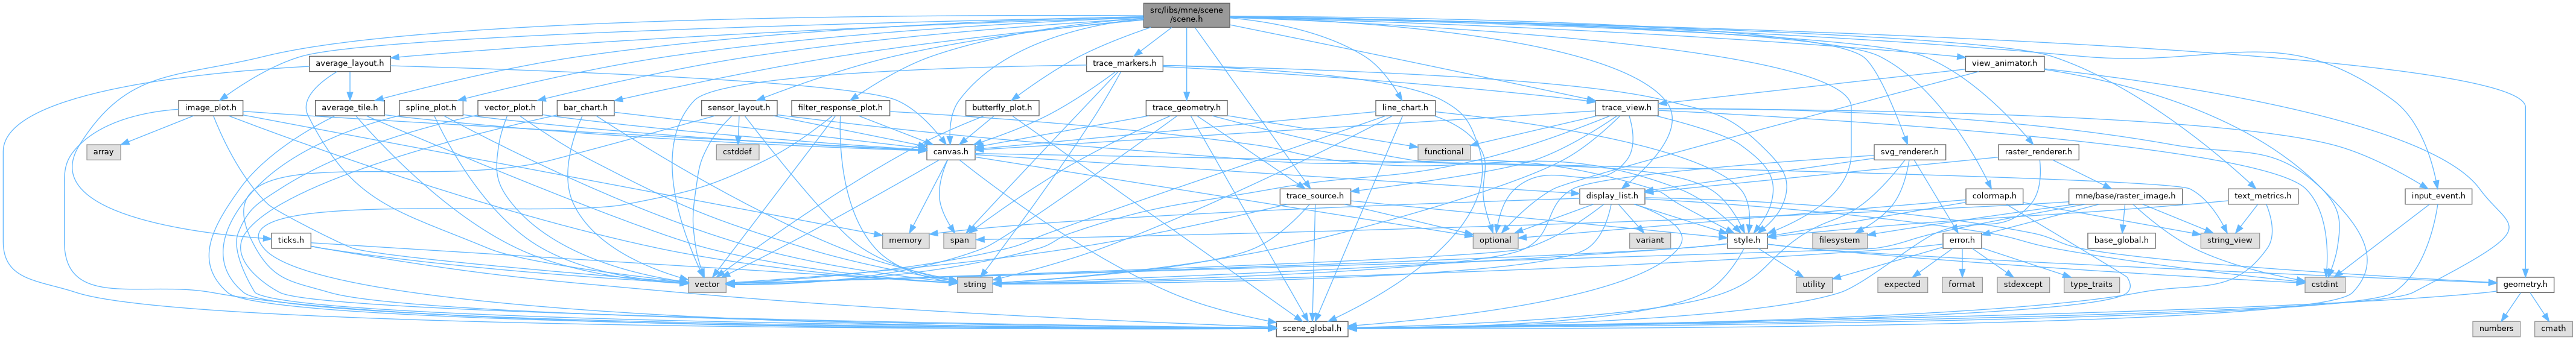 src/libs/mne/scene
/scene.h
average_layout.h
trace_markers.h
view_animator.h
image_plot.h
average_tile.h
spline_plot.h
vector_plot.h
bar_chart.h
sensor_layout.h
filter_response_plot.h
butterfly_plot.h
trace_geometry.h
line_chart.h
trace_view.h
array
cstddef
canvas.h
functional
svg_renderer.h
raster_renderer.h
trace_source.h
display_list.h
colormap.h
mne/base/raster_image.h
text_metrics.h
input_event.h
ticks.h
memory
span
optional
variant
style.h
filesystem
error.h
base_global.h
string_view
vector
string
utility
expected
format
stdexcept
type_traits
cstdint
geometry.h
scene_global.h
numbers
cmath